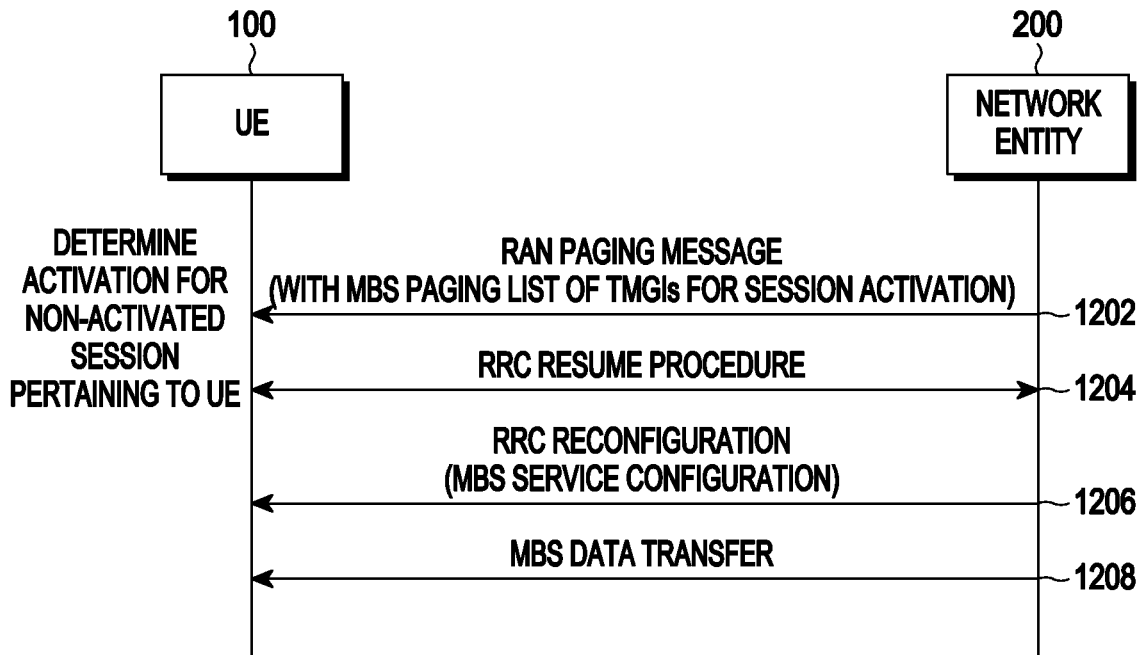 100
200
UE
NETWORK
ENTITY
DETERMINE
ACTIVATION FOR
NON-ACTIVATED
SESSION
PERTAINING TO UE
RAN PAGING MESSAGE
(WITH MBS PAGING LIST OF TMGIs FOR SESSION ACTIVATION)
1202
RRC RESUME PROCEDURE
1204
RRC RECONFIGURATION
(MBS SERVICE CONFIGURATION)
1206
MBS DATA TRANSFER
1208